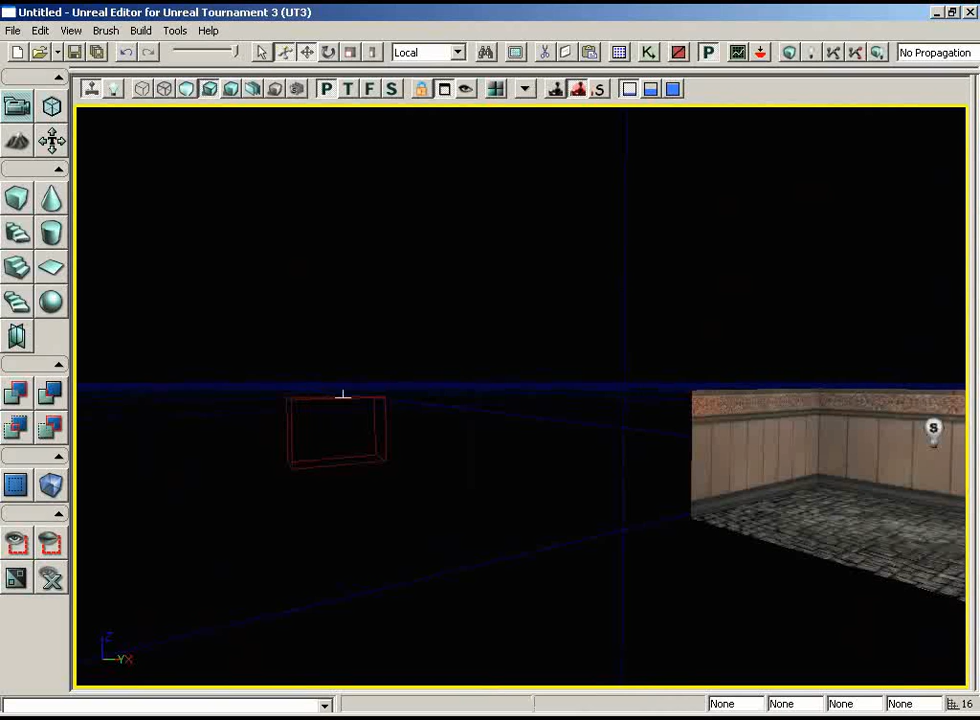 Untitled - Unreal Editor for Unreal Tournament 3 (UT3)
File Edit View Brush Build Tools Help
Local
K
P
No Propagation
P T F S
.S
S
Z
Y X
None None None None 16